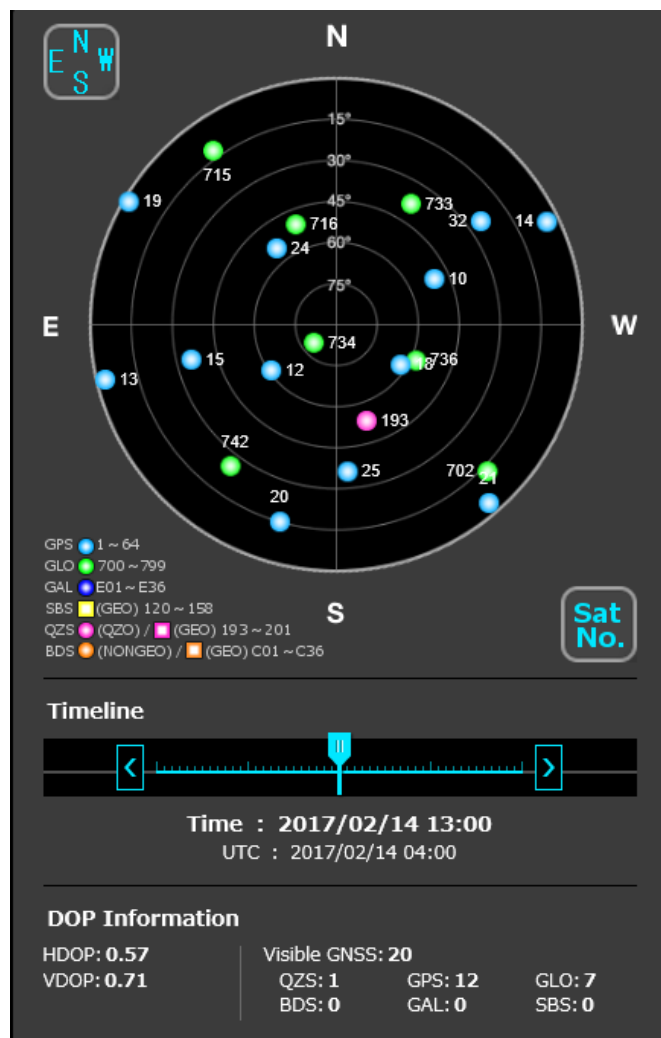 N
E N W
S
15°
30°
715
45°
19
733
716
32
14
60°
24
10
75°
E
W
734
15
18
736
12
13
193
742
25
702
21
20
GPS 1 ~ 64
GLO 700 ~ 799
GAL E01 ~ E36
SBS (GEO) 120 ~ 158
S
Sat
No.
QZS (QZO) / (GEO) 193 ~ 201
BDS (NONGEO) / (GEO) C01 ~ C36
Timeline
< >
Time : 2017/02/14 13:00
UTC : 2017/02/14 04:00
DOP Information
HDOP: 0.57 Visible GNSS: 20
VDOP: 0.71 QZS: 1 GPS: 12 GLO: 7
BDS: 0 GAL: 0 SBS: 0